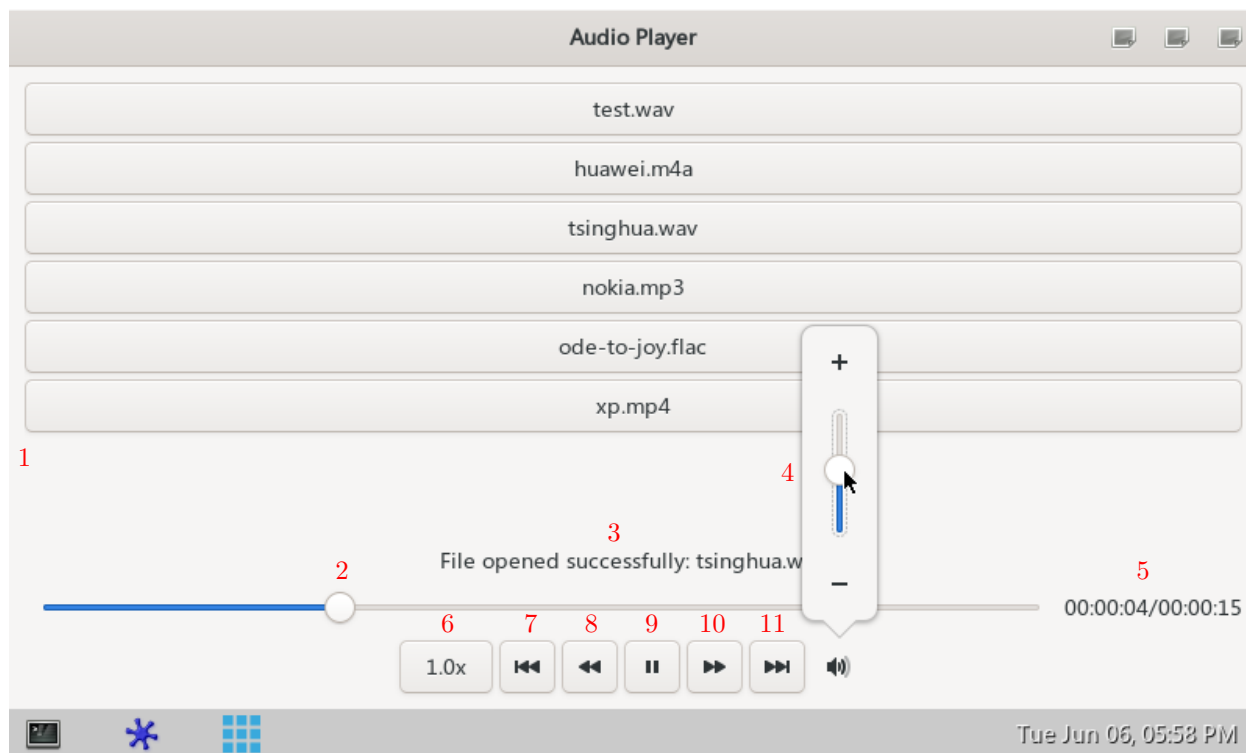 Audio Player
test.wav
huawei.m4a
tsinghua.wav
nokia.mp3
ode-to-joy.flac
xp.mp4
+
1
4
3
File opened successfully: tsinghua.w
2
5
−
00:00:04/00:00:15
6 7 8 9 10 11
1.0x
Tue Jun 06, 05:58 PM